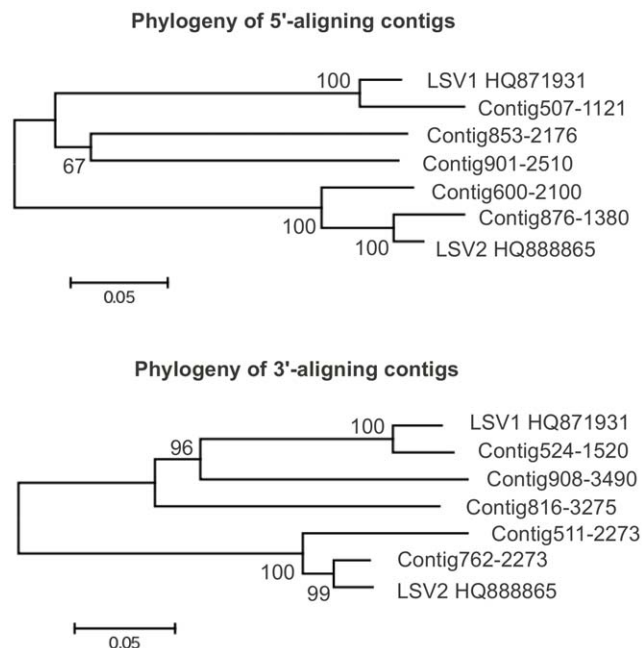 Phylogeny of 5'-aligning contigs
100
LSV1 HQ871931
Contig507-1121
Contig853-2176
67
Contig901-2510
Contig600-2100
Contig876-1380
100
100
LSV2 HQ888865
0.05
Phylogeny of 3'-aligning contigs
LSV1 HQ871931
100
96
Contig524-1520
Contig908-3490
Contig816-3275
Contig511-2273
Contig762-2273
100
99
LSV2 HQ888865
0.05